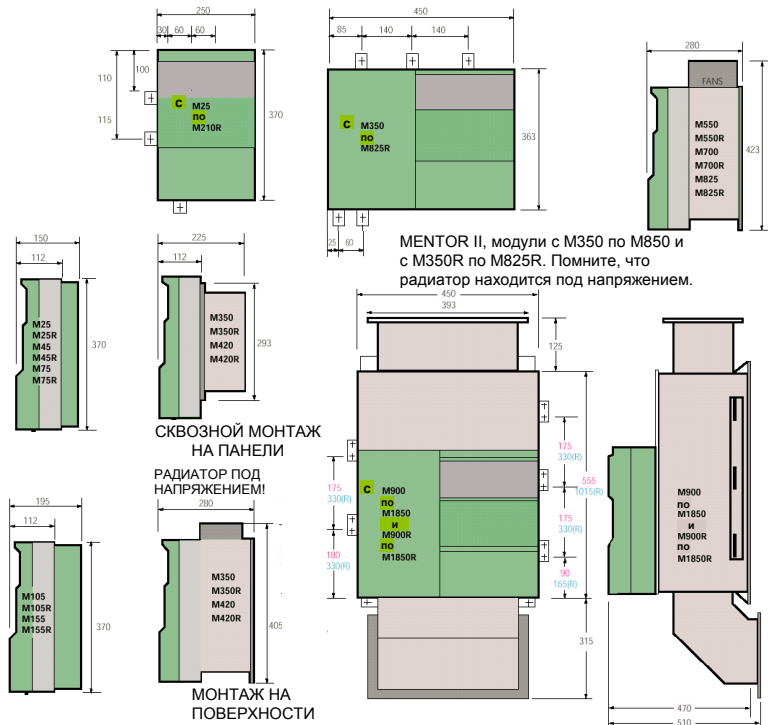 250
30 60 60
110
100
115
370
С М25
по
M210R
450
85 140 140
363
С М350
по
M825R
25 60
280
FANS
423
M550
M550R
M700
M700R
M825
M825R
MENTOR II, модули с М350 по М850 и
с M350R по M825R. Помните, что
радиатор находится под напряжением.
150
112
370
M25
M25R
M45
M45R
M75
M75R
225
112
293
M350
M350R
M420
M420R
СКВОЗНОЙ МОНТАЖ
НА ПАНЕЛИ
РАДИАТОР ПОД
НАПРЯЖЕНИЕМ!
195
112
370
M105
M105R
M155
M155R
280
405
M350
M350R
M420
M420R
МОНТАЖ НА
ПОВЕРХНОСТИ
450
393
125
175
330(R)
180
330(R)
С М900
по
M1850
и
M900R
по
M1850R
175
330(R)
175
330(R)
90
165(R)
555
1015(R)
315
M900
по
M1850
и
M900R
по
M1850R
470
510